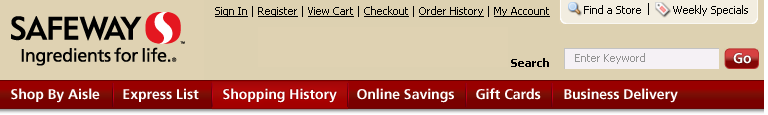 SAFEWAY
Ingredients for life.®
Sign In | Register | View Cart | Checkout | Order History | My Account
Find a Store | Weekly Specials
Search Enter Keyword Go
Shop By Aisle Express List Shopping History Online Savings Gift Cards Business Delivery